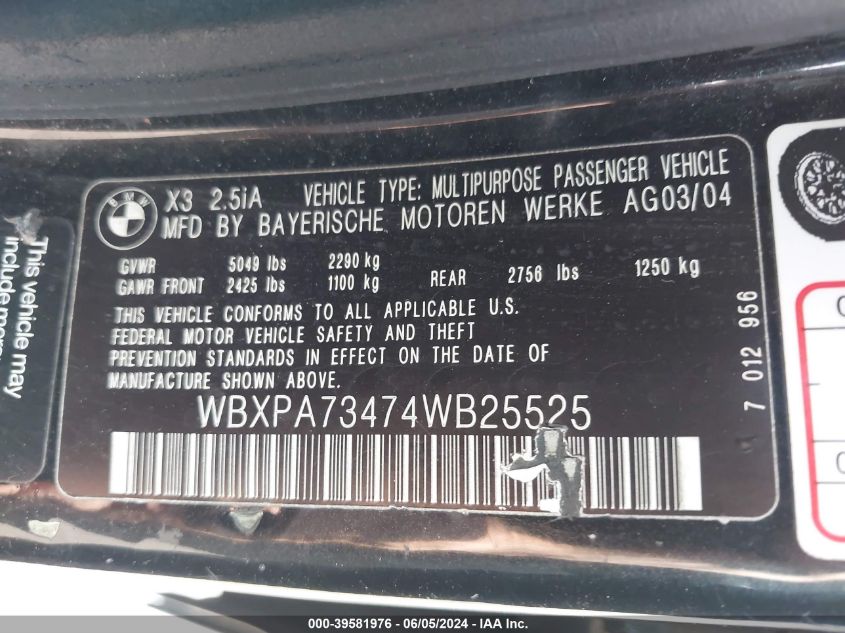 BMW
X3 2.5iA VEHICLE TYPE: MULTIPURPOSE PASSENGER VEHICLE
MFD BY BAYERISCHE MOTOREN WERKE AG03/04
GVWR 5049 lbs 2290 kg
GAWR FRONT 2425 lbs 1100 kg REAR 2756 lbs 1250 kg
THIS VEHICLE CONFORMS TO ALL APPLICABLE U.S.
FEDERAL MOTOR VEHICLE SAFETY AND THEFT
PREVENTION STANDARDS IN EFFECT ON THE DATE OF
MANUFACTURE SHOWN ABOVE.
WBXPA73474WB25525
7 012 956
This vehicle may
include more
000-39581976 / 06/05/2024 - IAA Inc.